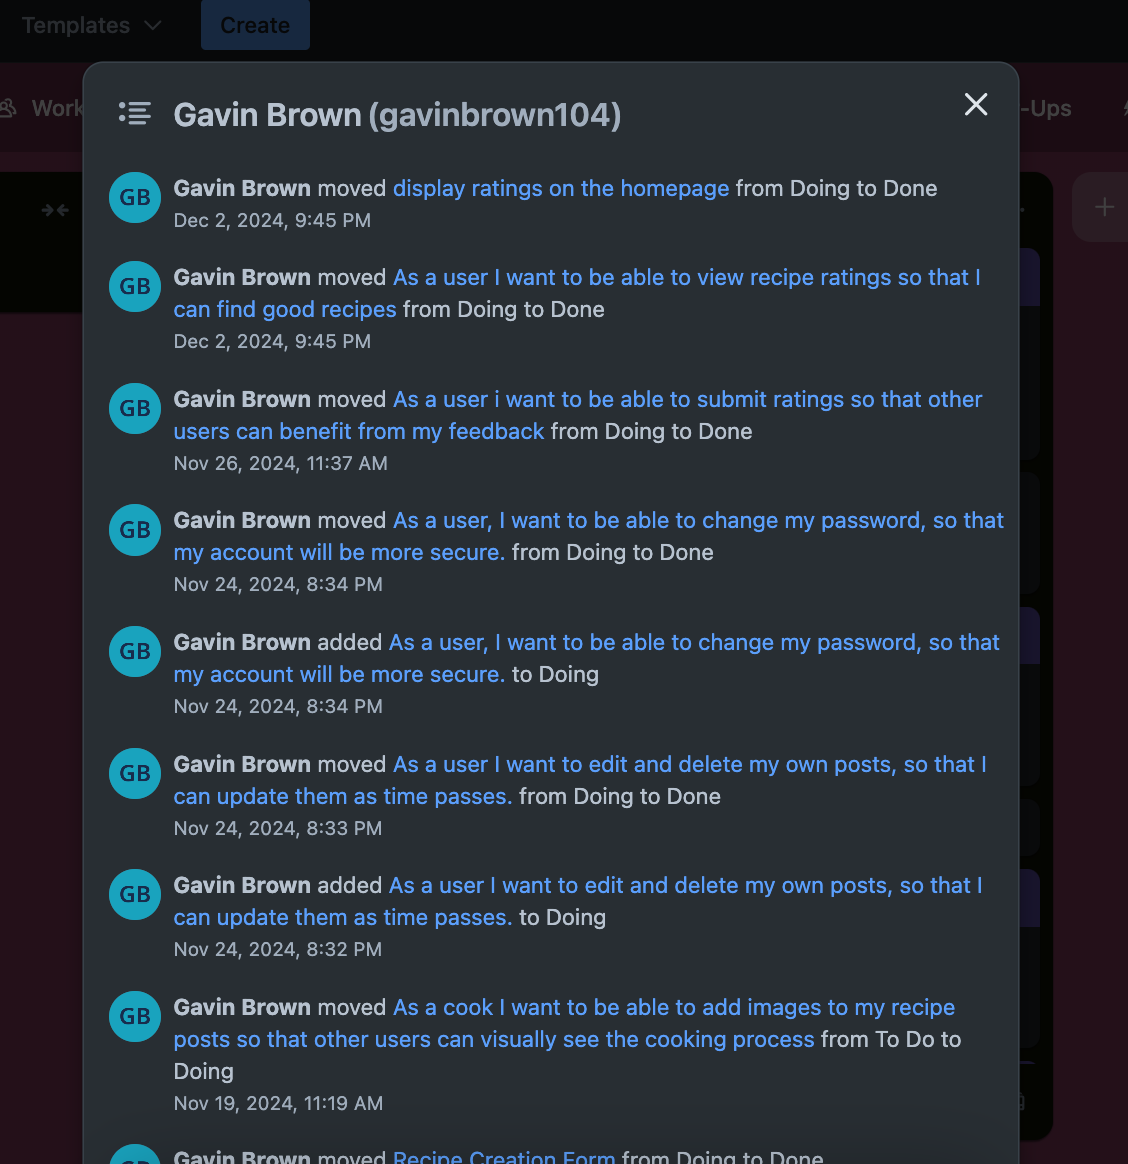 Templates Create
Work
-Ups
Gavin Brown (gavinbrown104)
GB
Gavin Brown moved display ratings on the homepage from Doing to Done
Dec 2, 2024, 9:45 PM
GB
Gavin Brown moved As a user I want to be able to view recipe ratings so that I
can find good recipes from Doing to Done
Dec 2, 2024, 9:45 PM
GB
Gavin Brown moved As a user i want to be able to submit ratings so that other
users can benefit from my feedback from Doing to Done
Nov 26, 2024, 11:37 AM
GB
Gavin Brown moved As a user, I want to be able to change my password, so that
my account will be more secure. from Doing to Done
Nov 24, 2024, 8:34 PM
GB
Gavin Brown added As a user, I want to be able to change my password, so that
my account will be more secure. to Doing
Nov 24, 2024, 8:34 PM
GB
Gavin Brown moved As a user I want to edit and delete my own posts, so that I
can update them as time passes. from Doing to Done
Nov 24, 2024, 8:33 PM
GB
Gavin Brown added As a user I want to edit and delete my own posts, so that I
can update them as time passes. to Doing
Nov 24, 2024, 8:32 PM
GB
Gavin Brown moved As a cook I want to be able to add images to my recipe
posts so that other users can visually see the cooking process from To Do to
Doing
Nov 19, 2024, 11:19 AM
GB
Gavin Brown moved Recipe Creation Form from Doing to Done